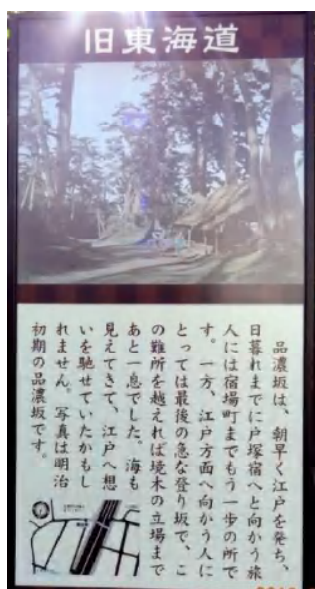 旧東海道
品濃坂は、朝早く江戸を発ち、
日暮れまでに戸塚宿へと向かう旅
人には宿場町までもう一歩の所で
す。一方、江戸方面へ向かう人に
とっては最後の急な登り坂で、こ
の難所を越えれば境木の立場まで
あと一息でした。海も
見えてきて、江戸へ想
いを馳せていたかもし
れません。写真は明治
初期の品濃坂です。